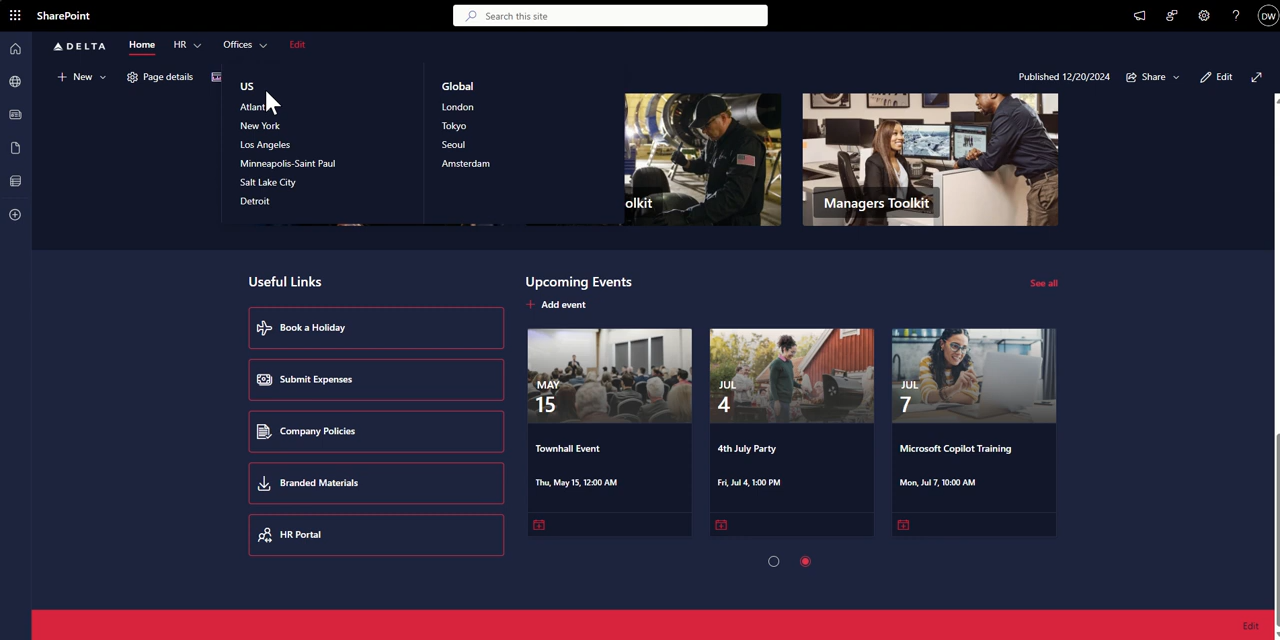 SharePoint
Search this site
DW
DELTA
Home
HR
Offices
Edit
New
Page details
Published 12/20/2024
Share
Edit
US
Atlant
New York
Los Angeles
Minneapolis-Saint Paul
Salt Lake City
Detroit
Global
London
Tokyo
Seoul
Amsterdam
olkit
Managers Toolkit
Useful Links
Book a Holiday
Submit Expenses
Company Policies
Branded Materials
HR Portal
Upcoming Events
See all
Add event
MAY
15
Townhall Event
Thu, May 15, 12:00 AM
JUL
4
4th July Party
Fri, Jul 4, 1:00 PM
JUL
7
Microsoft Copilot Training
Mon, Jul 7, 10:00 AM
Edit